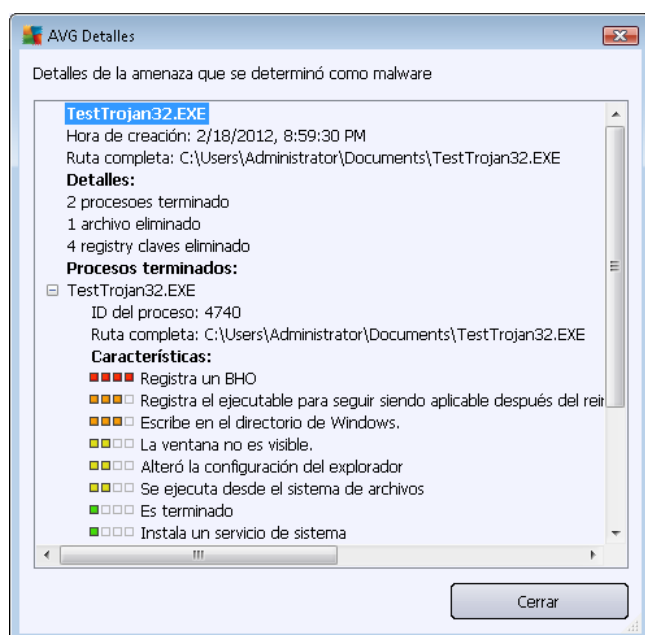 AVG Detalles
Detalles de la amenaza que se determinó como malware
TestTrojan32.EXE
Hora de creación: 2/18/2012, 8:59:30 PM
Ruta completa: C:\Users\Administrator\Documents\TestTrojan32.EXE
Detalles:
2 procesoes terminado
1 archivo eliminado
4 registry claves eliminado
Procesos terminados:
TestTrojan32.EXE
ID del proceso: 4740
Ruta completa: C:\Users\Administrator\Documents\TestTrojan32.EXE
Características:
Registra un BHO
Registra el ejecutable para seguir siendo aplicable después del
Escribe en el directorio de Windows.
La ventana no es visible.
Alteró la configuración del explorador
Se ejecuta desde el sistema de archivos
Es terminado
Instala un servicio de sistema
Cerrar